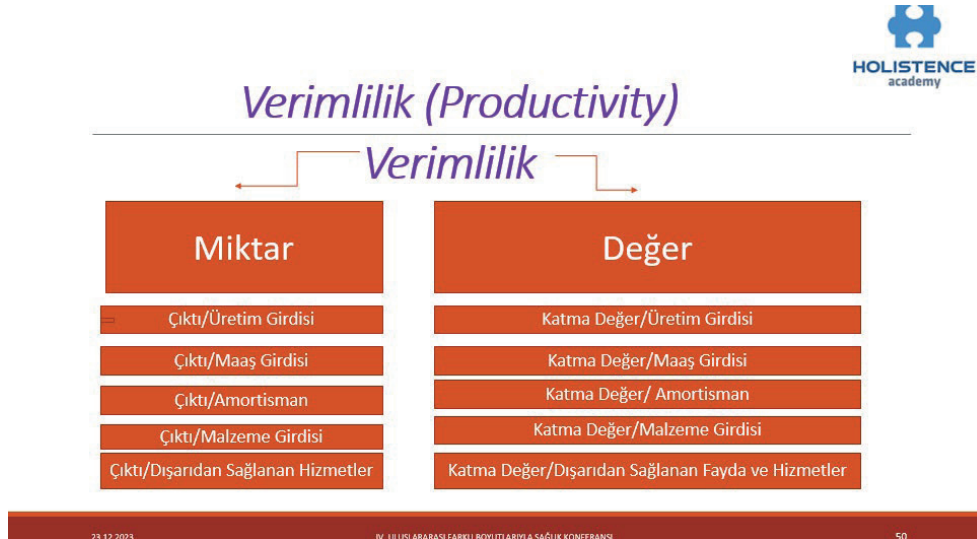 HOLISTENCE
academy
Verimlilik (Productivity)
Verimlilik
Miktar
Çıktı/Üretim Girdisi
Çıktı/Maaş Girdisi
Çıktı/Amortisman
Çıktı/Malzeme Girdisi
Çıktı/Dışarıdan Sağlanan Hizmetler
Değer
Katma Değer/Üretim Girdisi
Katma Değer/Maaş Girdisi
Katma Değer/ Amortisman
Katma Değer/Malzeme Girdisi
Katma Değer/Dışarıdan Sağlanan Fayda ve Hizmetler
23.12.2023
IV. ULUSLARARASI FARKLI BOYUTLARIYLA SAĞLIK KONFERANSI
50